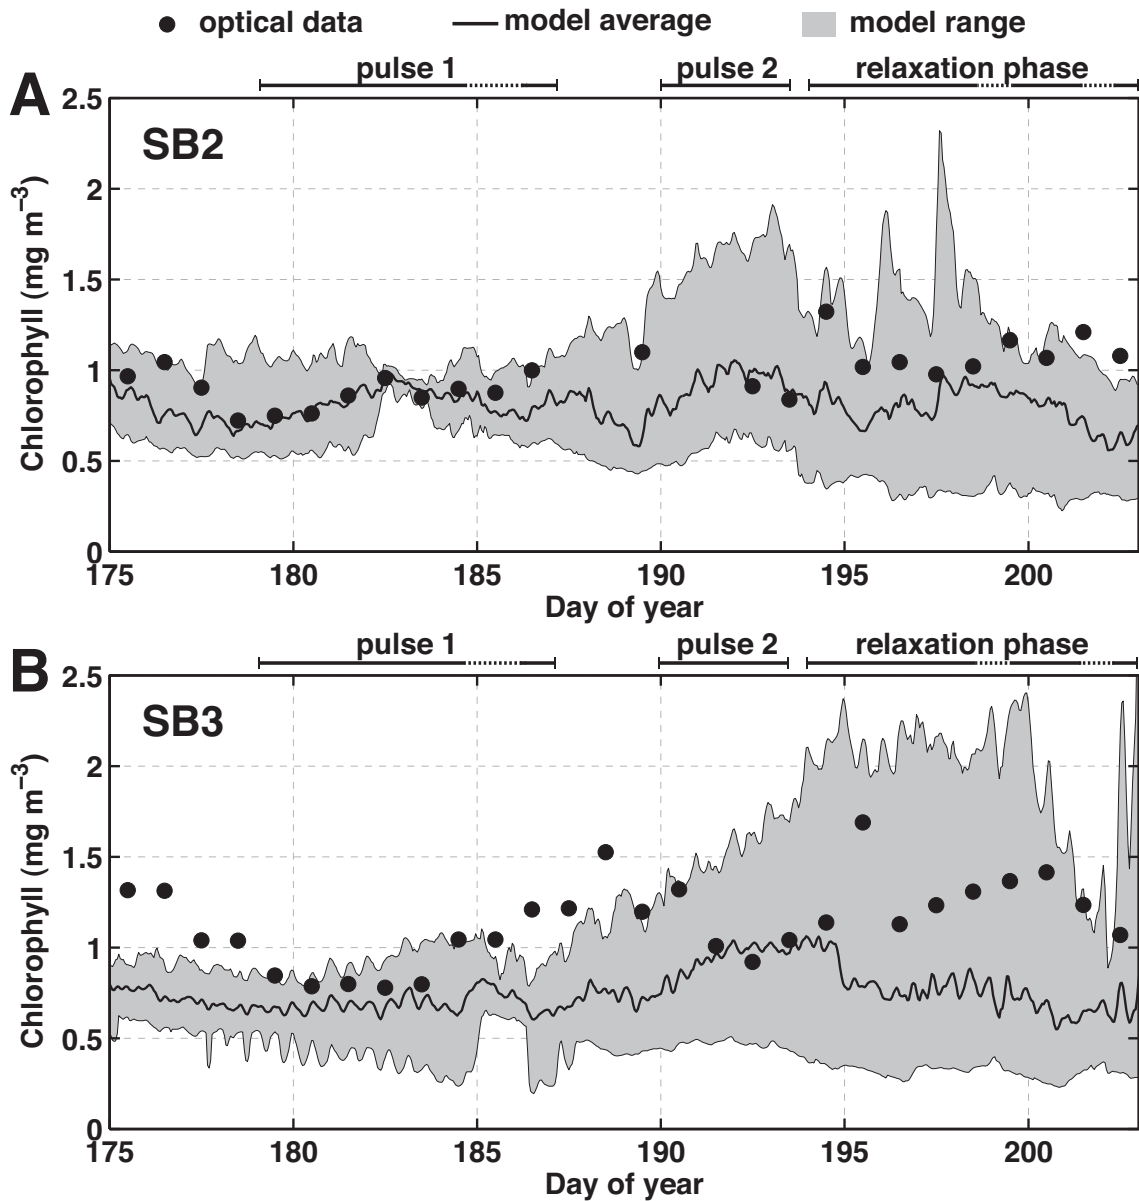 optical data model average model range
pulse 1 pulse 2 relaxation phase
A
SB2
2.5
2
1.5
1
0.5
0
Chlorophyll (mg m⁻³)
175 180 185 190 195 200
Day of year
pulse 1 pulse 2 relaxation phase
B
SB3
2.5
2
1.5
1
0.5
0
Chlorophyll (mg m⁻³)
175 180 185 190 195 200
Day of year